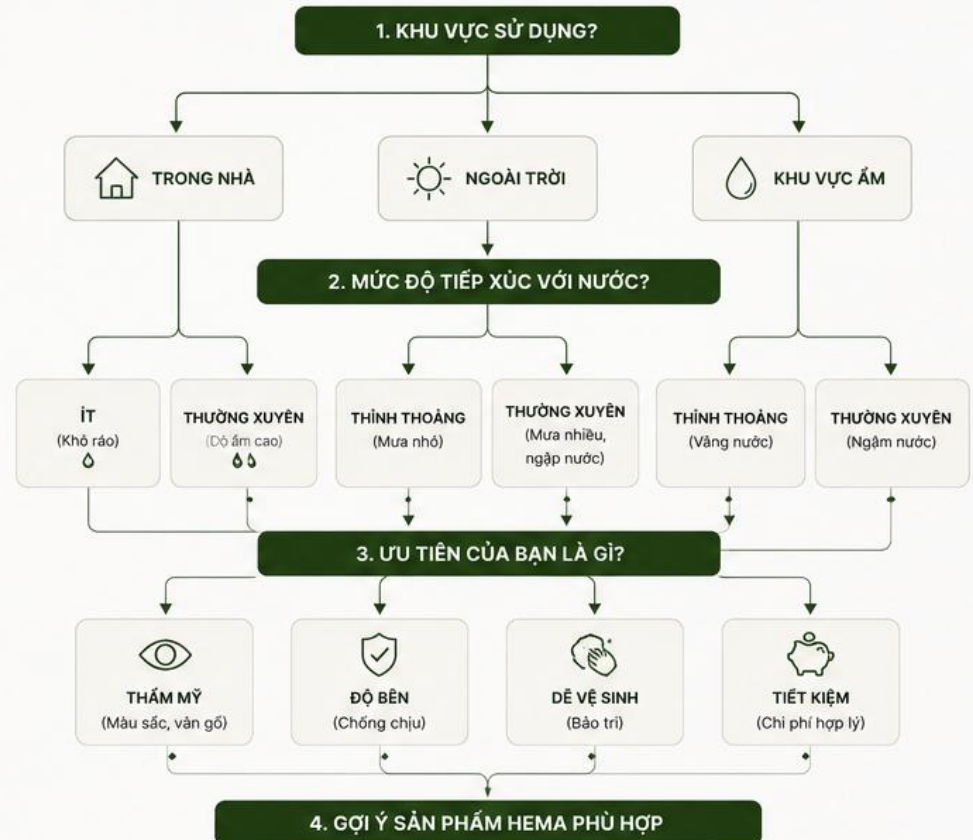 1. KHU VỰC SỬ DỤNG?
TRONG NHÀ
NGOÀI TRỜI
KHU VỰC ẨM
2. MỨC ĐỘ TIẾP XÚC VỚI NƯỚC?
ÍT
(Khô ráo)
THƯỜNG XUYÊN
(Dộ ẩm cao)
THỈNH THOẢNG
(Mưa nhỏ)
THƯỜNG XUYÊN
(Mưa nhiều,
ngập nước)
THỈNH THOẢNG
(Vâng nước)
THƯỜNG XUYÊN
(Ngâm nước)
3. ƯU TIÊN CỦA BẠN LÀ GÌ?
THẨM MỸ
(Màu sắc, vân gỗ)
ĐỘ BỀN
(Chống chịu)
DỄ VỆ SINH
(Bảo trì)
TIẾT KIỆM
(Chi phí hợp lý)
4. GỢI Ý SẢN PHẨM HEMA PHÙ HỢP